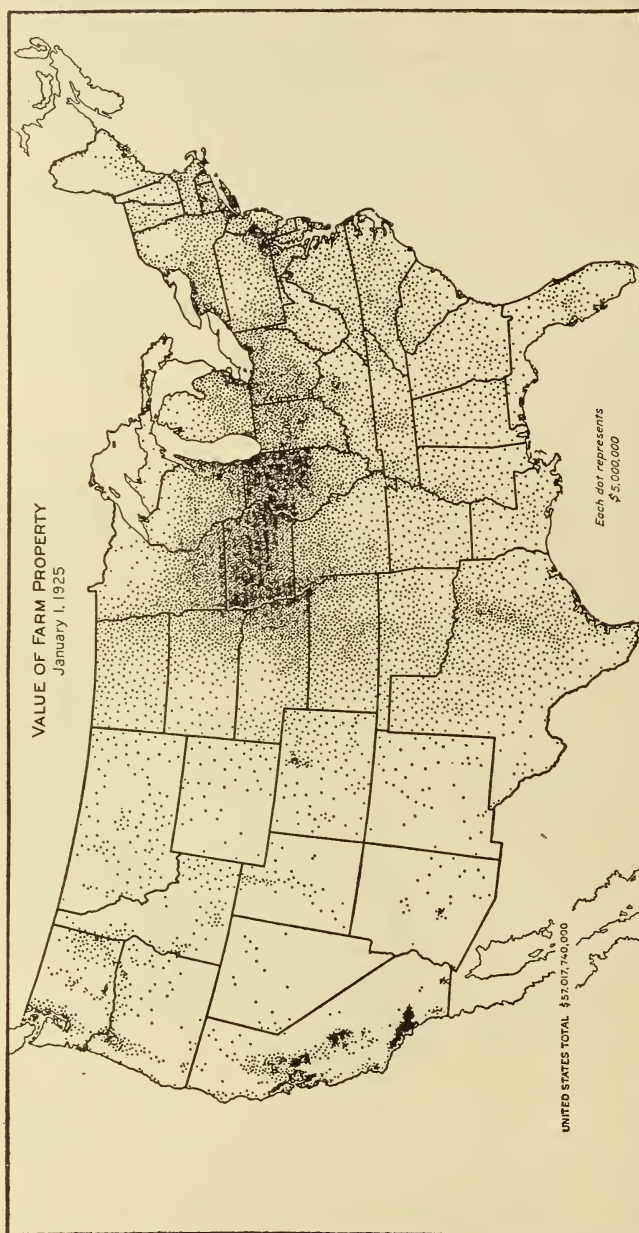 VALUE OF FARM PROPERTY
January 1, 1925
Each dot represents
$5,000,000
UNITED STATES TOTAL $57,017,740,000